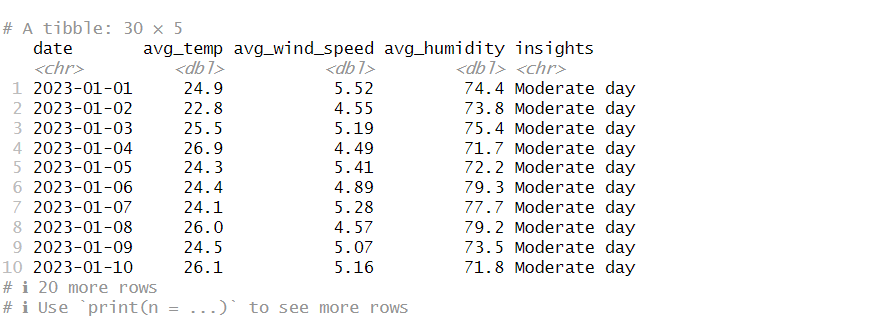 # A tibble: 30 × 5
date avg_temp avg_wind_speed avg_humidity insights
<chr> <dbl> <dbl> <dbl> <chr>
1 2023-01-01 24.9 5.52 74.4 Moderate day
2 2023-01-02 22.8 4.55 73.8 Moderate day
3 2023-01-03 25.5 5.19 75.4 Moderate day
4 2023-01-04 26.9 4.49 71.7 Moderate day
5 2023-01-05 24.3 5.41 72.2 Moderate day
6 2023-01-06 24.4 4.89 79.3 Moderate day
7 2023-01-07 24.1 5.28 77.7 Moderate day
8 2023-01-08 26.0 4.57 79.2 Moderate day
9 2023-01-09 24.5 5.07 73.5 Moderate day
10 2023-01-10 26.1 5.16 71.8 Moderate day
# ℹ 20 more rows
# ℹ Use `print(n = ...)` to see more rows